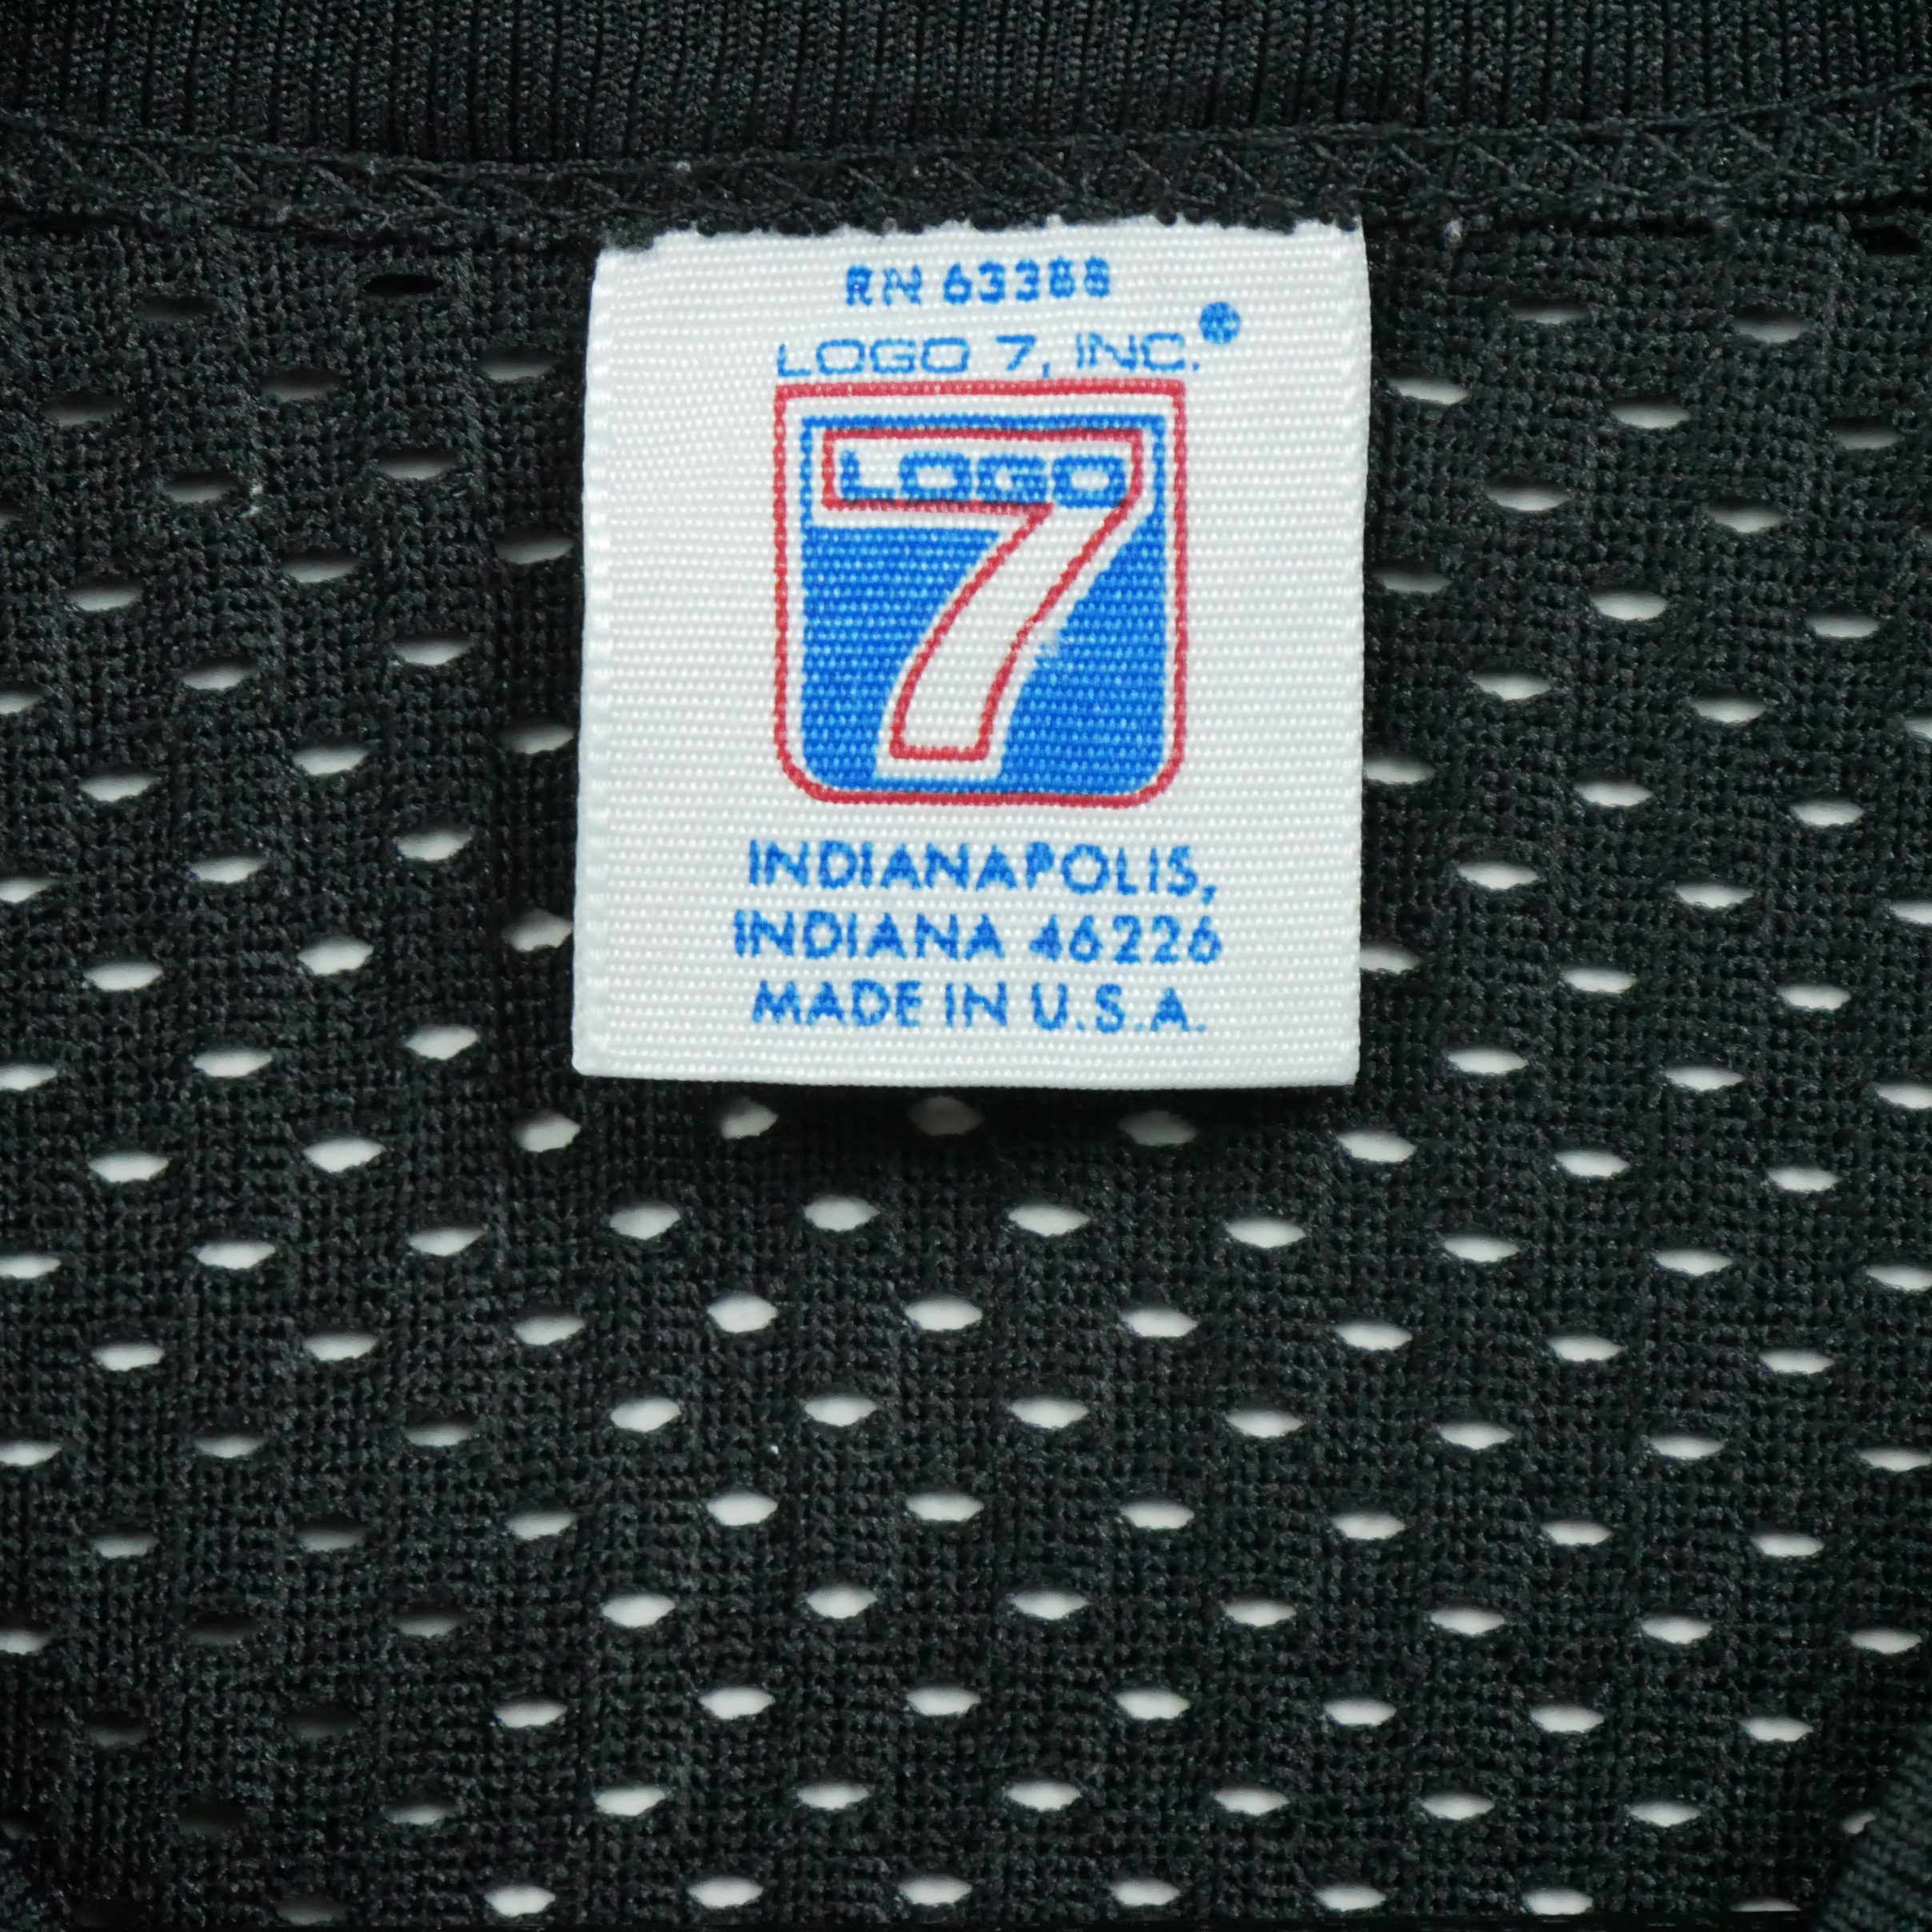 RN 63388
LOGO 7, INC.
LOGO
7
INDIANAPOLIS,
INDIANA 46226
MADE IN U.S.A.